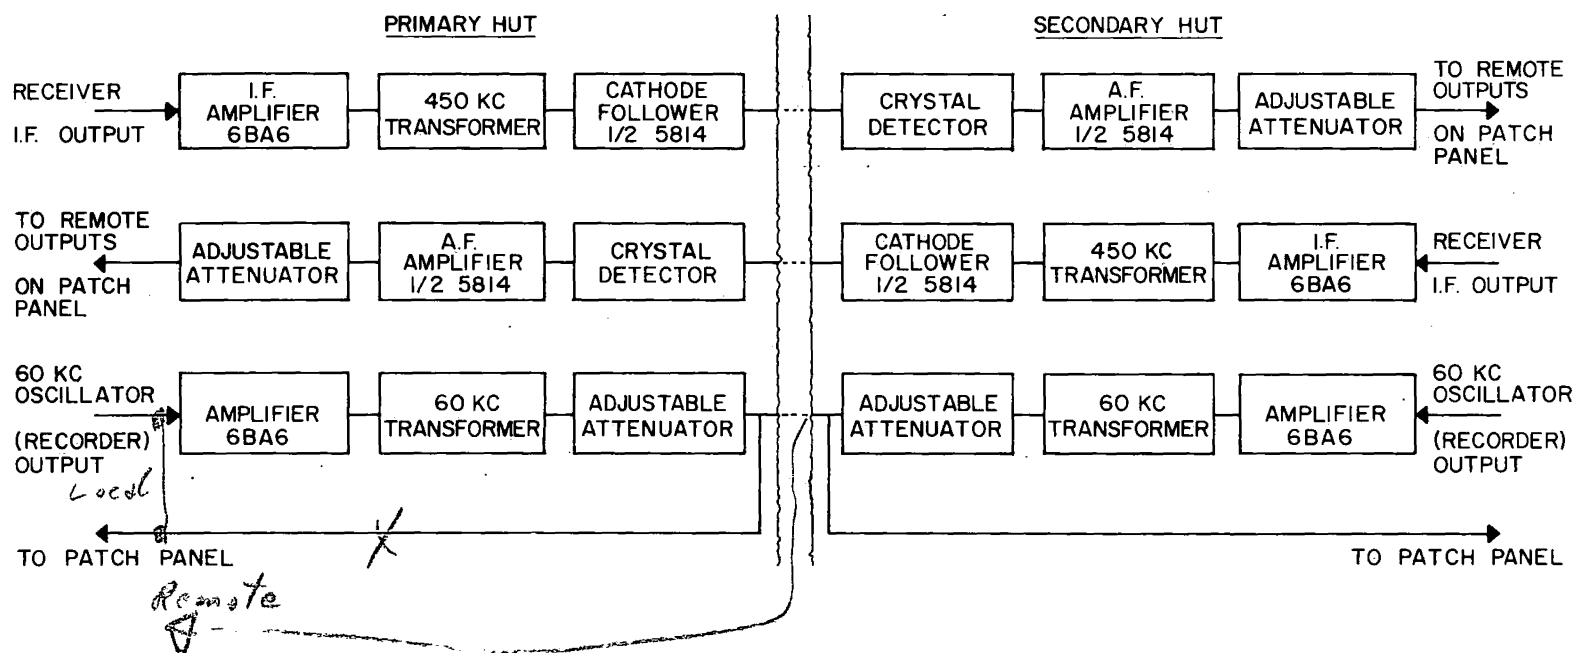 PRIMARY HUT
SECONDARY HUT
RECEIVER
I.F. OUTPUT
I.F.
AMPLIFIER
6BA6
450 KC
TRANSFORMER
CATHODE
FOLLOWER
1/2 5814
CRYSTAL
DETECTOR
A.F.
AMPLIFIER
1/2 5814
ADJUSTABLE
ATTENUATOR
TO REMOTE
OUTPUTS
ON PATCH
PANEL
TO REMOTE
OUTPUTS
ON PATCH
PANEL
ADJUSTABLE
ATTENUATOR
A.F.
AMPLIFIER
1/2 5814
CRYSTAL
DETECTOR
CATHODE
FOLLOWER
1/2 5814
450 KC
TRANSFORMER
I.F.
AMPLIFIER
6BA6
RECEIVER
I.F. OUTPUT
60 KC
OSCILLATOR
(RECORDER)
OUTPUT
AMPLIFIER
6BA6
60 KC
TRANSFORMER
ADJUSTABLE
ATTENUATOR
ADJUSTABLE
ATTENUATOR
60 KC
TRANSFORMER
AMPLIFIER
6BA6
60 KC
OSCILLATOR
(RECORDER)
OUTPUT
Local
TO PATCH PANEL
TO PATCH PANEL
Remote